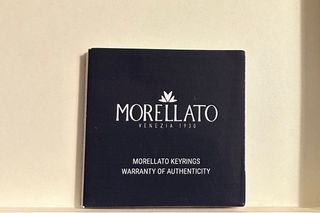 MORELLATO
VENEZIA 1930
MORELLATO KEYRINGS
WARRANTY OF AUTHENTICITY